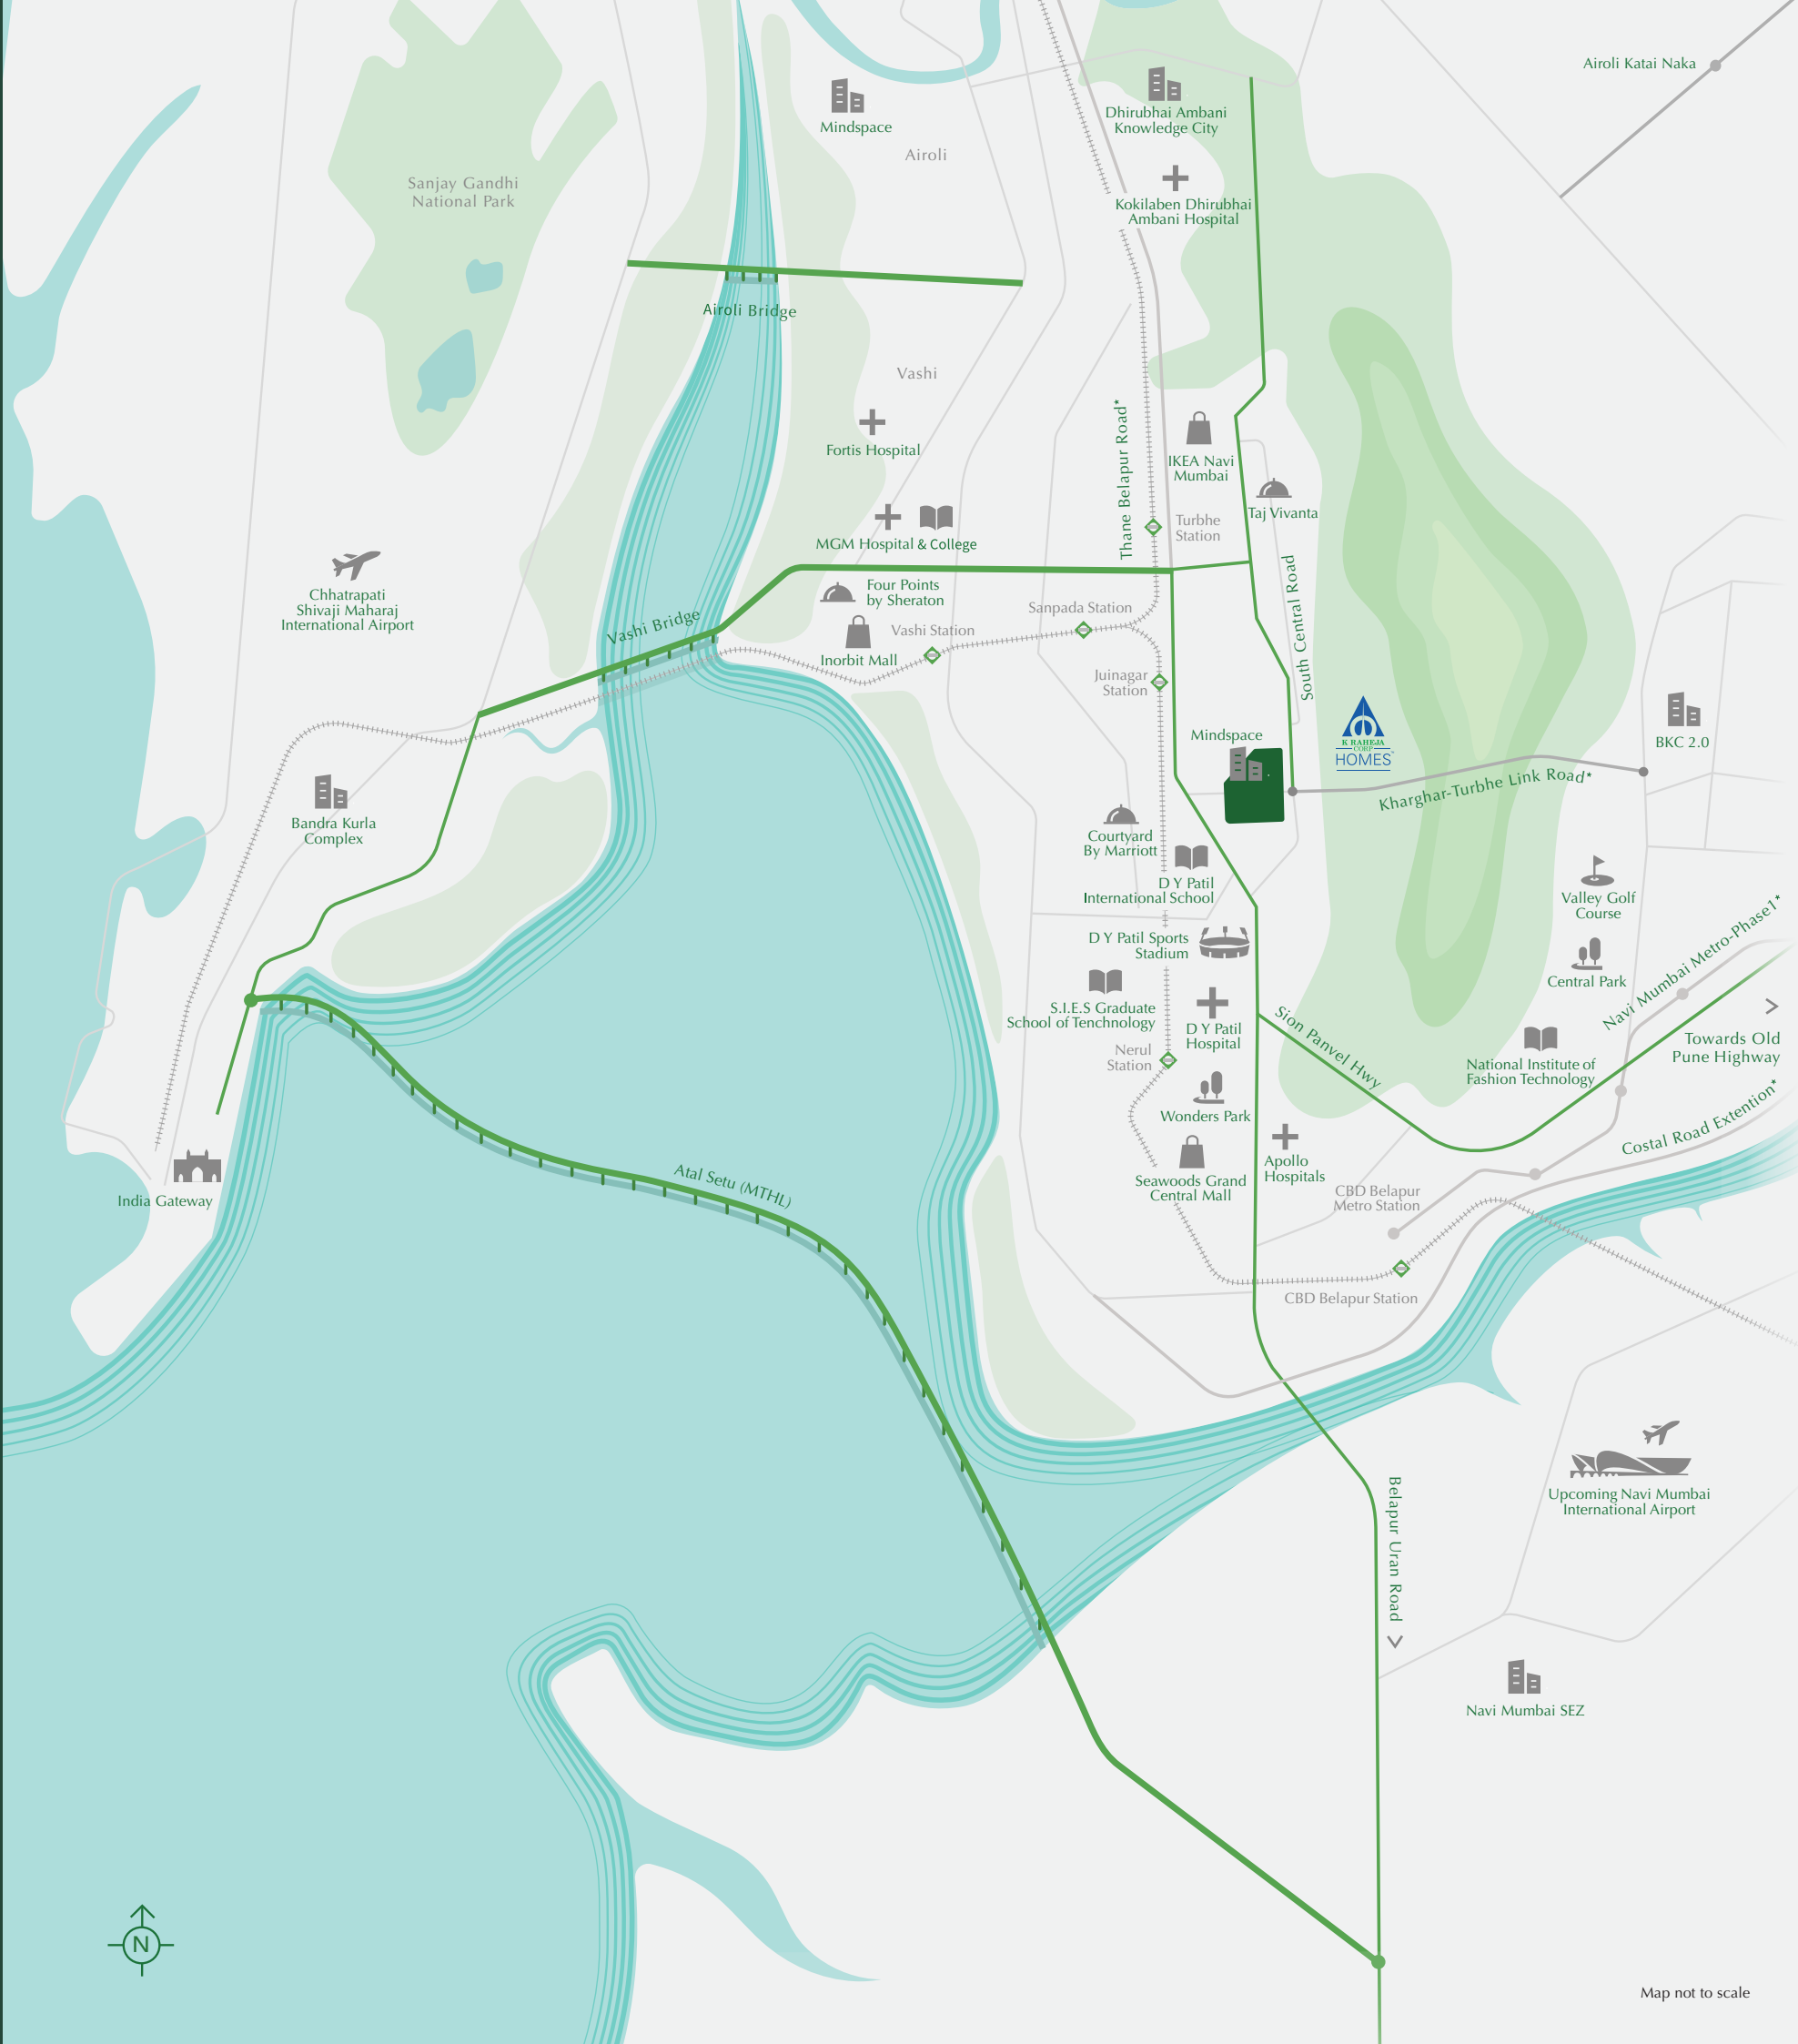 Airoli Katai Naka
Mindspace
Dhirubhai Ambani
Knowledge City
Airoli
Sanjay Gandhi
National Park
Kokilaben Dhirubhai
Ambani Hospital
Airoli Bridge
Vashi
Thane Belapur Road*
Fortis Hospital
IKEA Navi
Mumbai
Taj Vivanta
Turbhe
Station
MGM Hospital & College
Chhatrapati
Shivaji Maharaj
International Airport
Four Points
by Sheraton
Sanpada Station
South Central Road
Vashi Bridge
Vashi Station
Inorbit Mall
Juinagar
Station
Mindspace
K RAHEJA
CORP
HOMES
BKC 2.0
Kharghar-Turbhe Link Road*
Bandra Kurla
Complex
Courtyard
By Marriott
D Y Patil
International School
Valley Golf
Course
D Y Patil Sports
Stadium
Navi Mumbai Metro-Phase1*
Central Park
S.I.E.S Graduate
School of Tenchnology
D Y Patil
Hospital
Sion Panvel Hwy
Towards Old
Pune Highway
Nerul
Station
National Institute of
Fashion Technology
Wonders Park
Costal Road Extention*
Apollo
Hospitals
Seawoods Grand
Central Mall
Atal Setu (MTHL)
India Gateway
CBD Belapur
Metro Station
CBD Belapur Station
Upcoming Navi Mumbai
International Airport
Belapur Uran Road
Navi Mumbai SEZ
N
Map not to scale